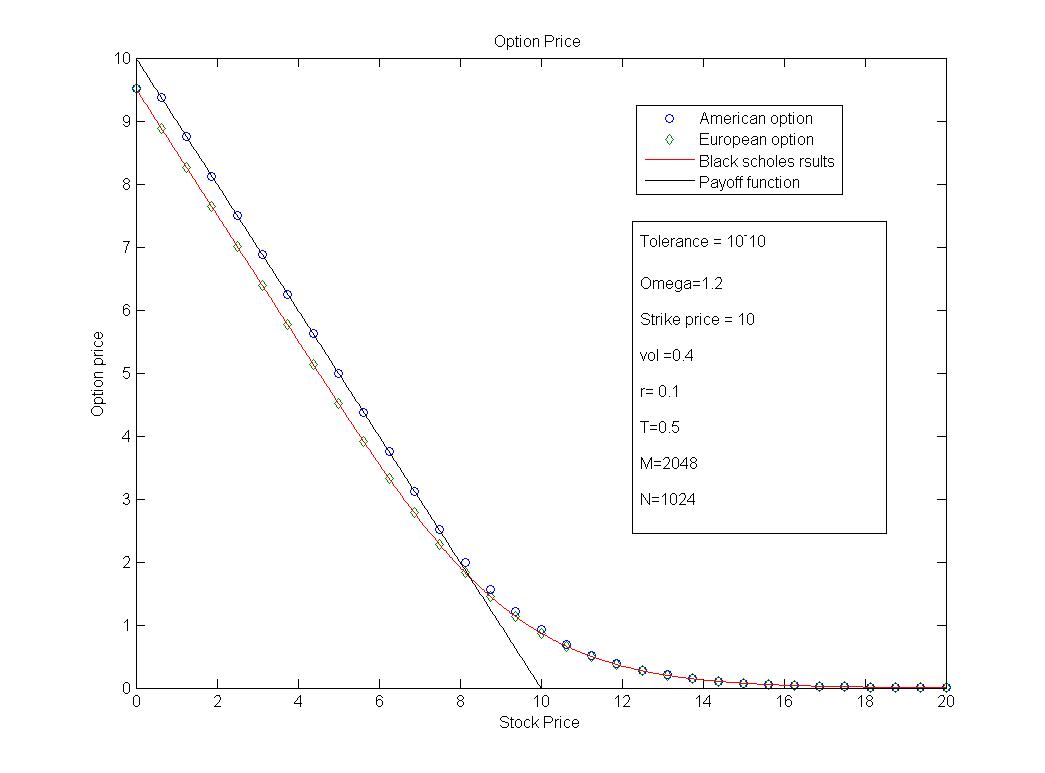 Option Price
10
9
8
7
6
5
4
3
2
1
0
Option price
American option
European option
Black scholes rsults
Payoff function
Tolerance = 10-10
Omega=1.2
Strike price = 10
vol =0.4
r= 0.1
T=0.5
M=2048
N=1024
0 2 4 6 8 10 12 14 16 18 20
Stock Price